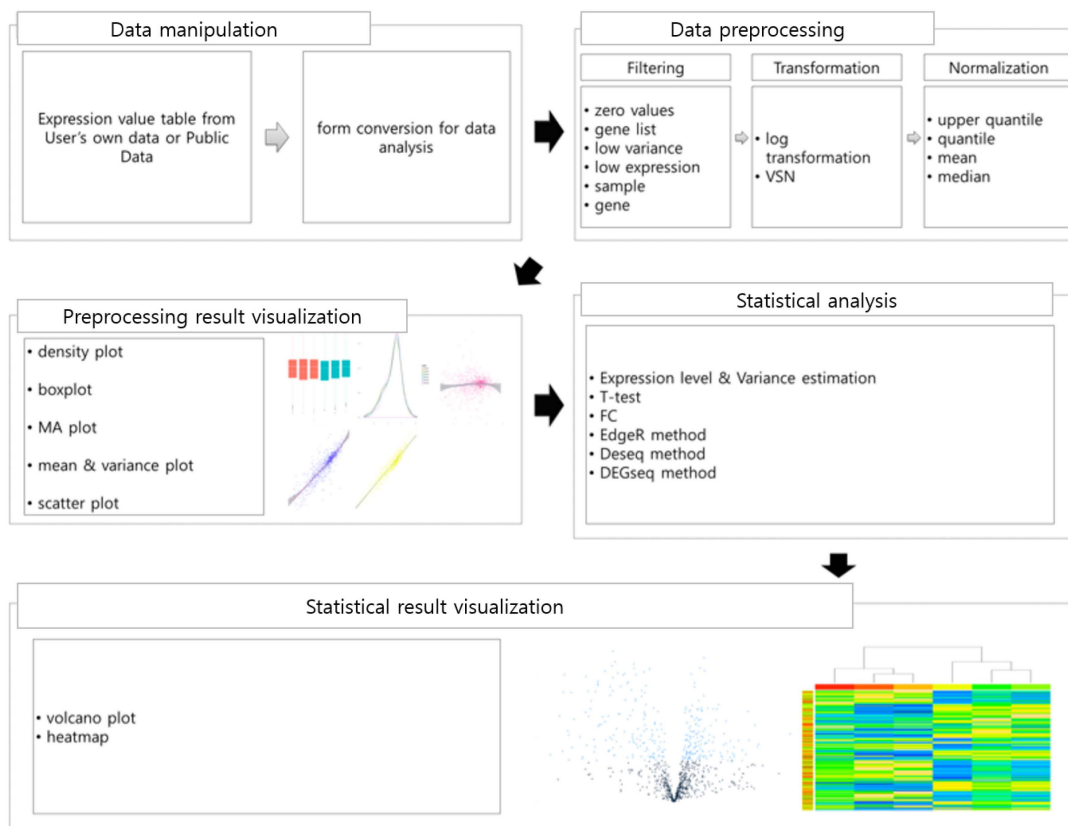 Data manipulation
Expression value table from
User's own data or Public
Data
form conversion for data
analysis
Data preprocessing
Filtering
• zero values
• gene list
• low variance
• low expression
• sample
• gene
Transformation
• log
transformation
• VSN
Normalization
• upper quantile
• quantile
• mean
• median
Preprocessing result visualization
• density plot
• boxplot
• MA plot
• mean & variance plot
• scatter plot
Statistical analysis
• Expression level & Variance estimation
• T-test
• FC
• EdgeR method
• Deseq method
• DEGseq method
Statistical result visualization
• volcano plot
• heatmap